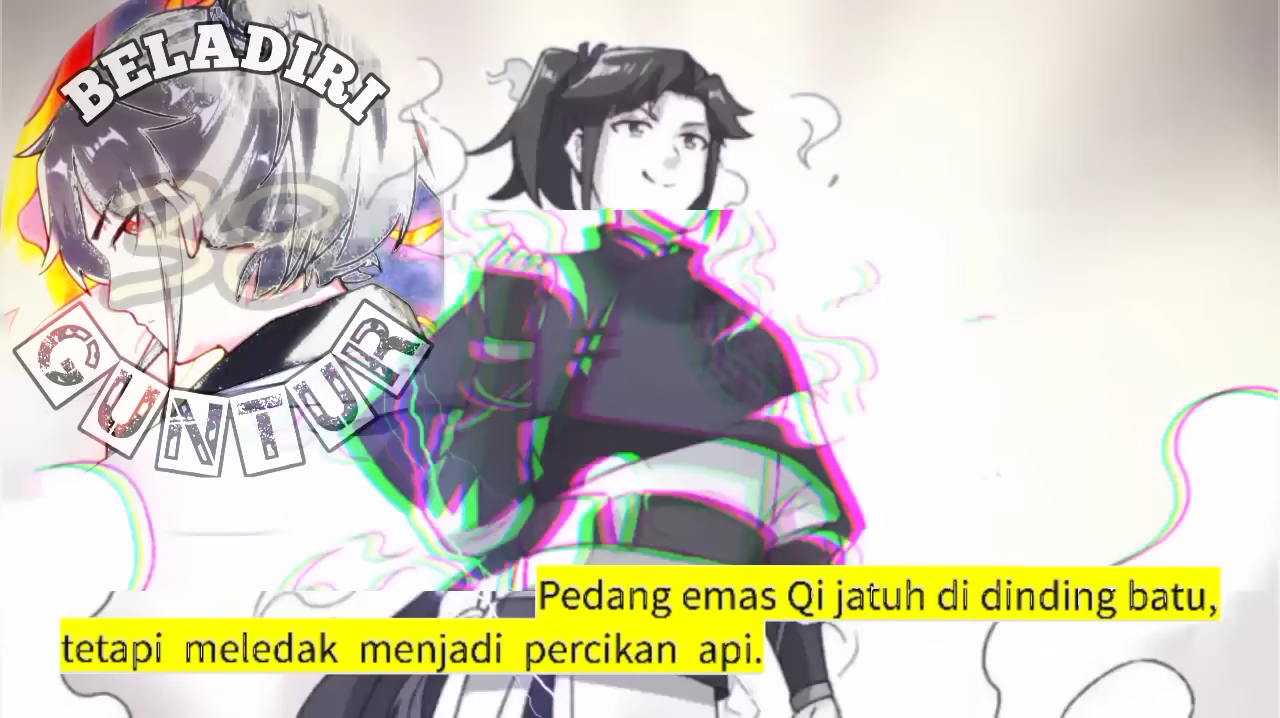 BELADIRI
GUNTUR
Pedang emas Qi jatuh di dinding batu,
tetapi meledak menjadi percikan api.